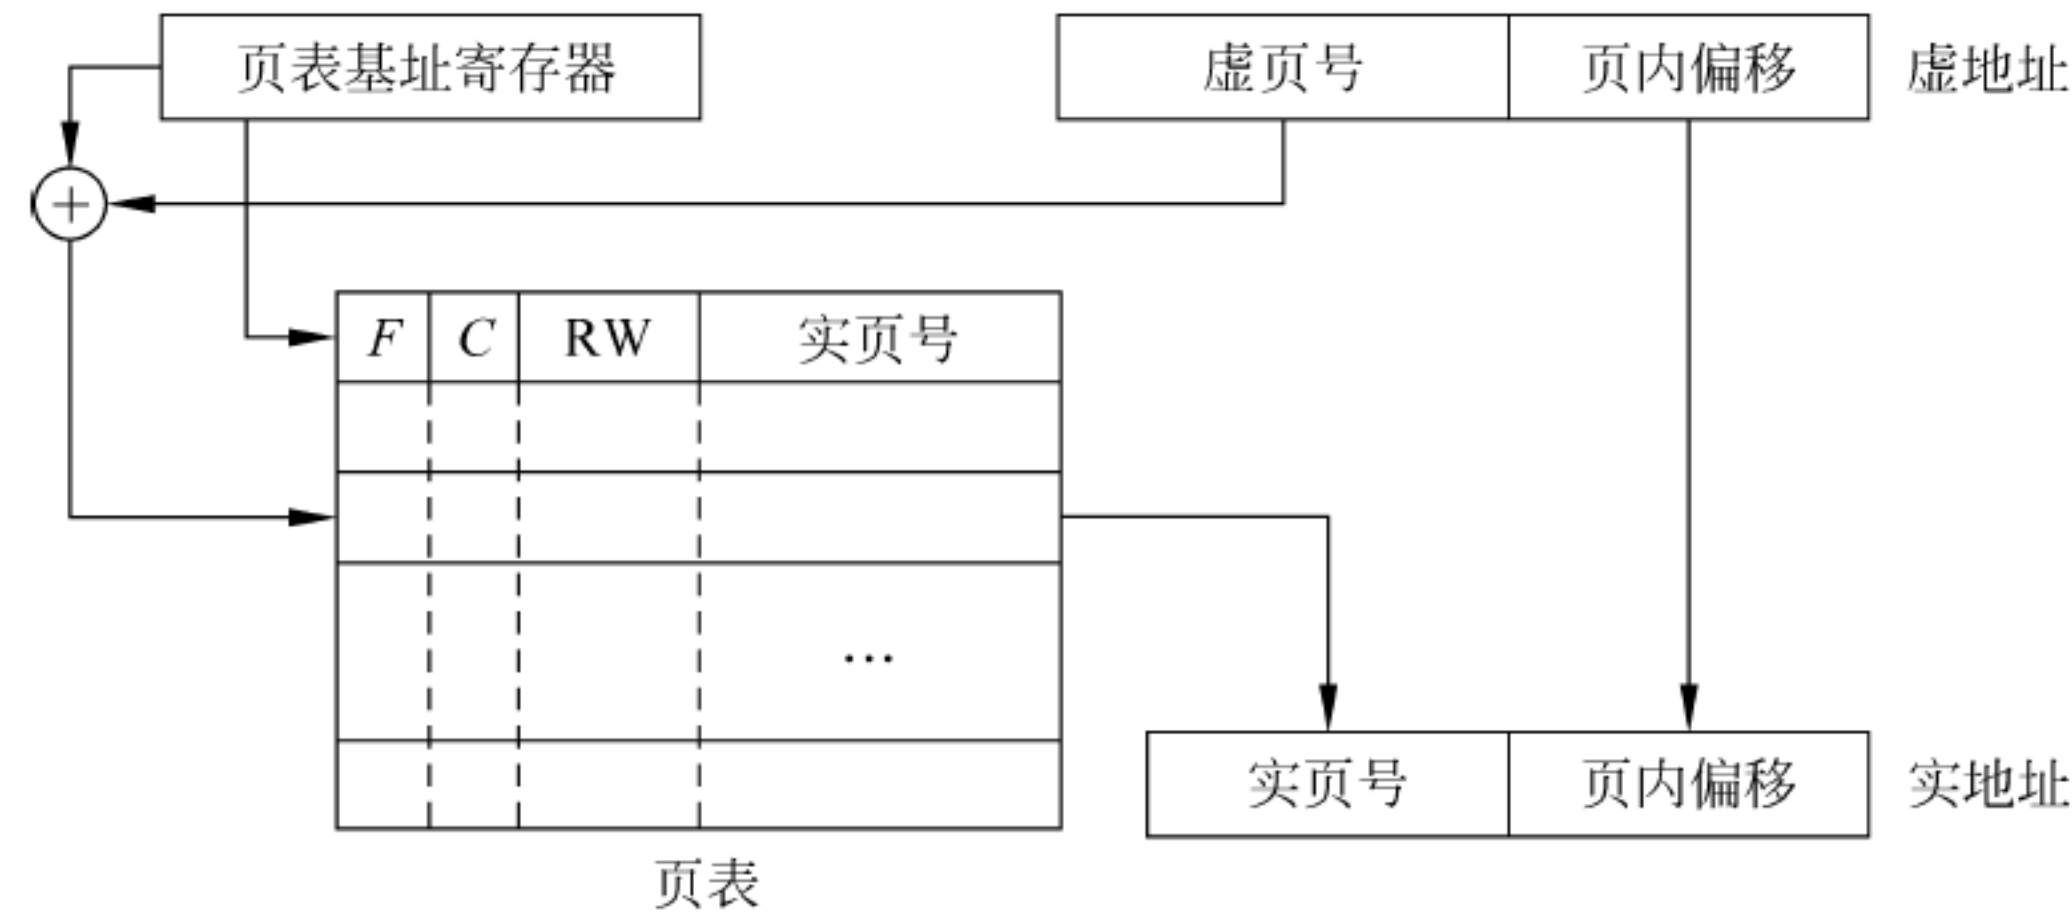 页表基址寄存器
虚页号 页内偏移 虚地址
+
F C RW 实页号
…
实页号 页内偏移 实地址
页表